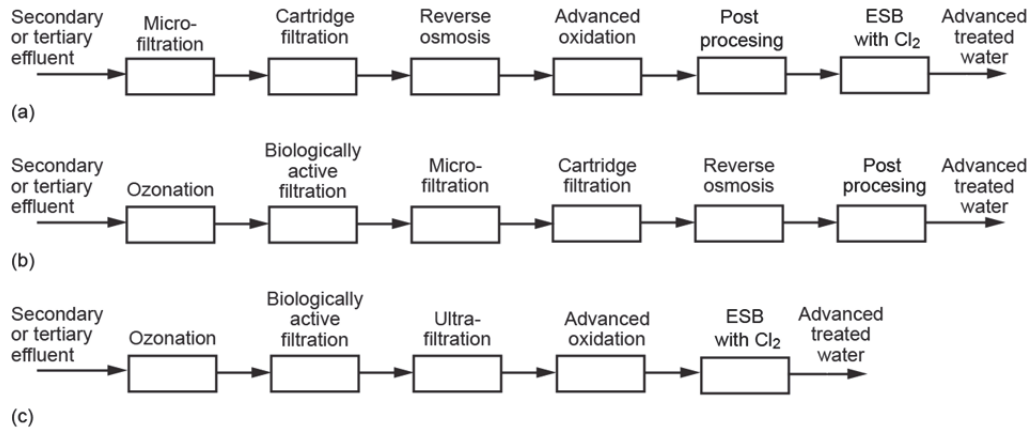 Secondary
or tertiary
effluent
Micro-
filtration
Cartridge
filtration
Reverse
osmosis
Advanced
oxidation
Post
procesing
ESB
with Cl₂
Advanced
treated
water
(a)
Secondary
or tertiary
effluent
Ozonation
Biologically
active
filtration
Micro-
filtration
Cartridge
filtration
Reverse
osmosis
Post
procesing
Advanced
treated
water
(b)
Secondary
or tertiary
effluent
Ozonation
Biologically
active
filtration
Ultra-
filtration
Advanced
oxidation
ESB
with Cl₂
Advanced
treated
water
(c)